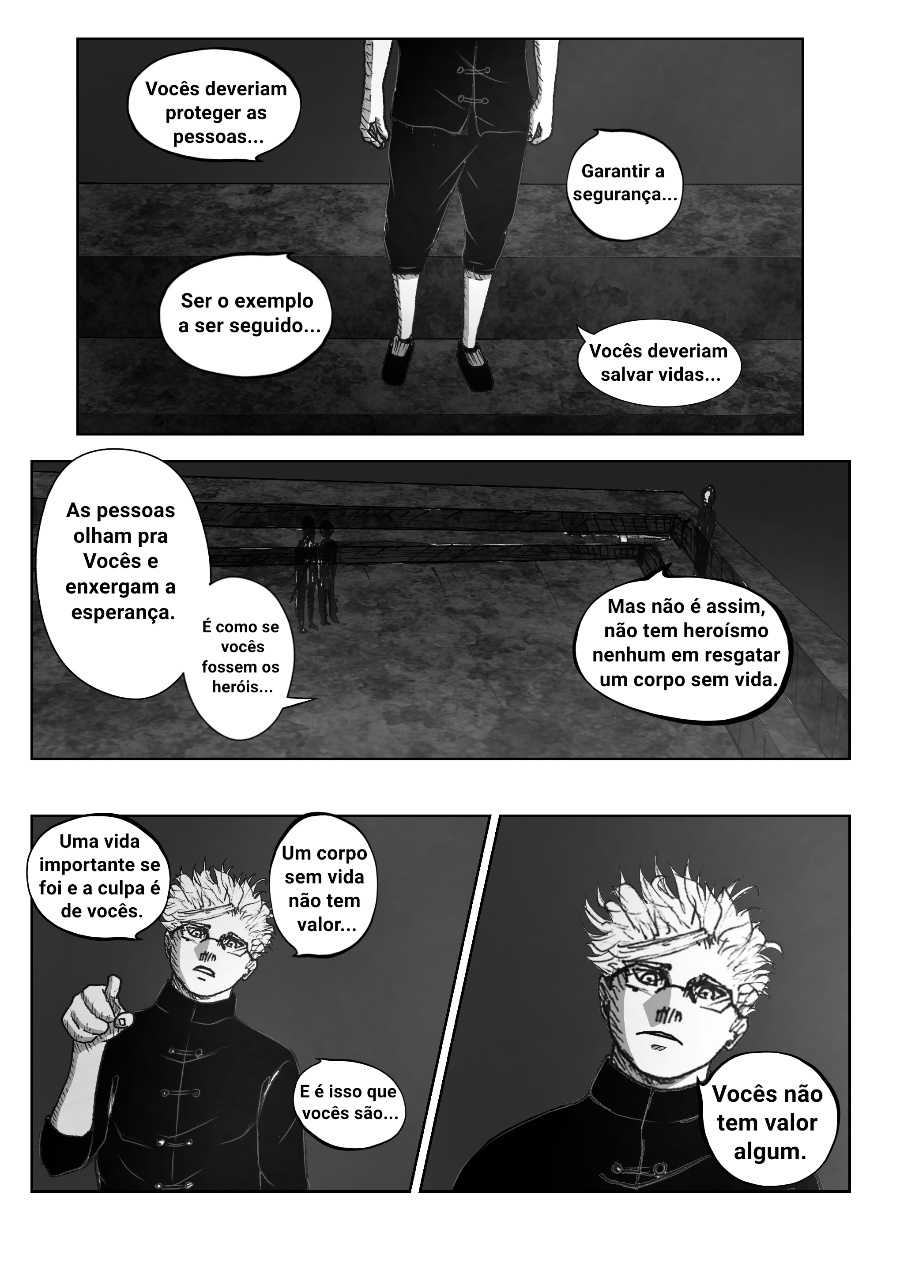 Vocês deveriam
proteger as
pessoas...
Garantir a
segurança...
Ser o exemplo
a ser seguido...
Vocês deveriam
salvar vidas...
As pessoas
olham pra
Vocês e
enxergam a
esperança.
É como se
vocês
fossem os
heróis...
Mas não é assim,
não tem heroísmo
nenhum em resgatar
um corpo sem vida.
Uma vida
importante se
foi e a culpa é
de vocês.
Um corpo
sem vida
não tem
valor...
E é isso que
vocês são...
Vocês não
tem valor
algum.